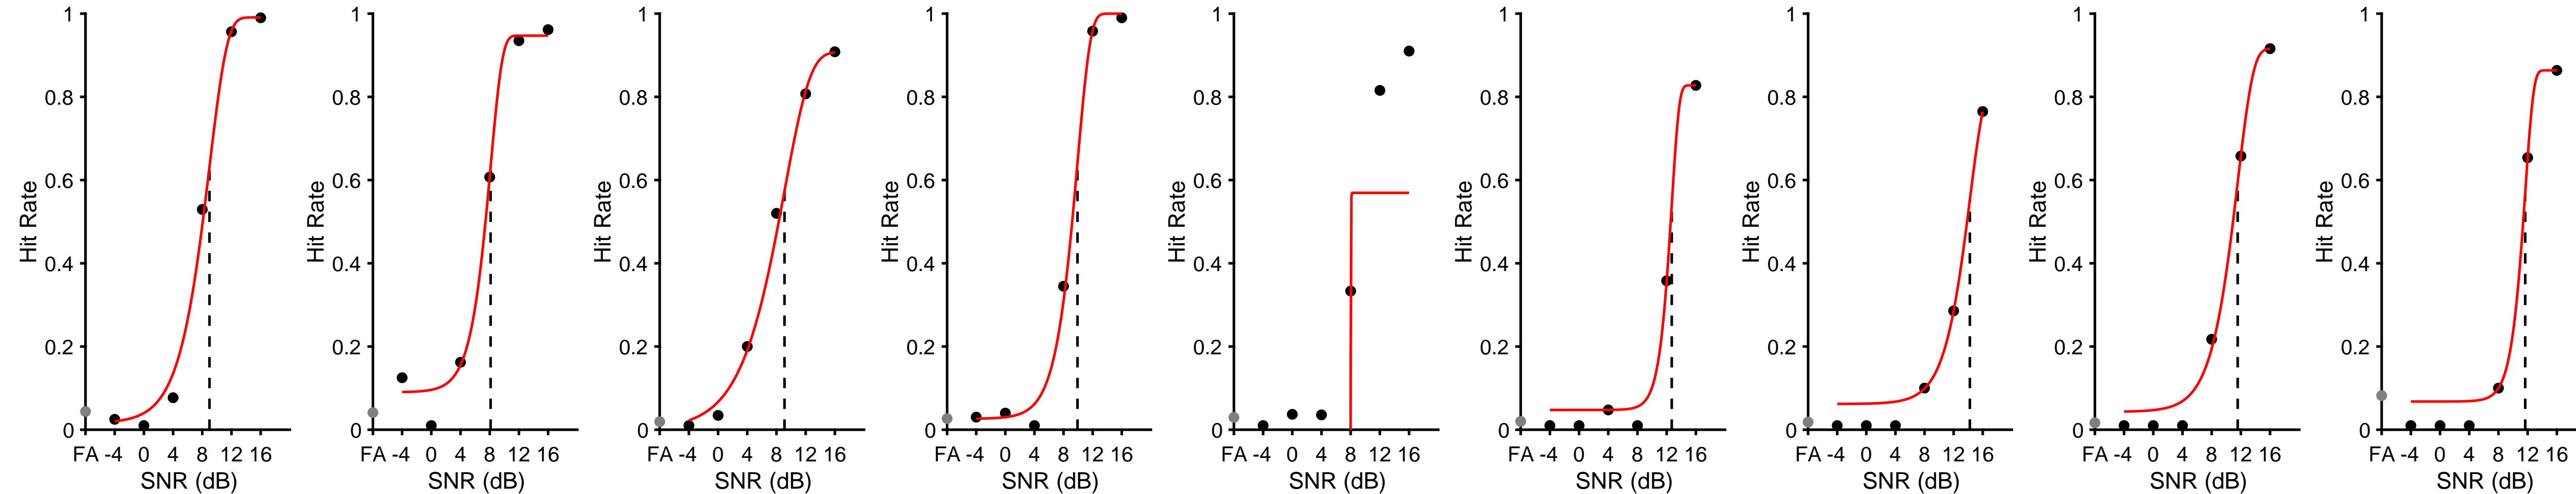 1 1 1 1 1 1 1 1 1
0.8 0.8 0.8 0.8 0.8 0.8 0.8 0.8 0.8
0.6 0.6 0.6 0.6 0.6 0.6 0.6 0.6 0.6
Hit Rate Hit Rate Hit Rate Hit Rate Hit Rate Hit Rate Hit Rate Hit Rate Hit Rate
0.4 0.4 0.4 0.4 0.4 0.4 0.4 0.4 0.4
0.2 0.2 0.2 0.2 0.2 0.2 0.2 0.2 0.2
0 0 0 0 0 0 0 0 0
FA -4 0 4 8 12 16 FA -4 0 4 8 12 16 FA -4 0 4 8 12 16 FA -4 0 4 8 12 16 FA -4 0 4 8 12 16 FA -4 0 4 8 12 16 FA -4 0 4 8 12 16 FA -4 0 4 8 12 16 FA -4 0 4 8 12 16
SNR (dB) SNR (dB) SNR (dB) SNR (dB) SNR (dB) SNR (dB) SNR (dB) SNR (dB) SNR (dB)